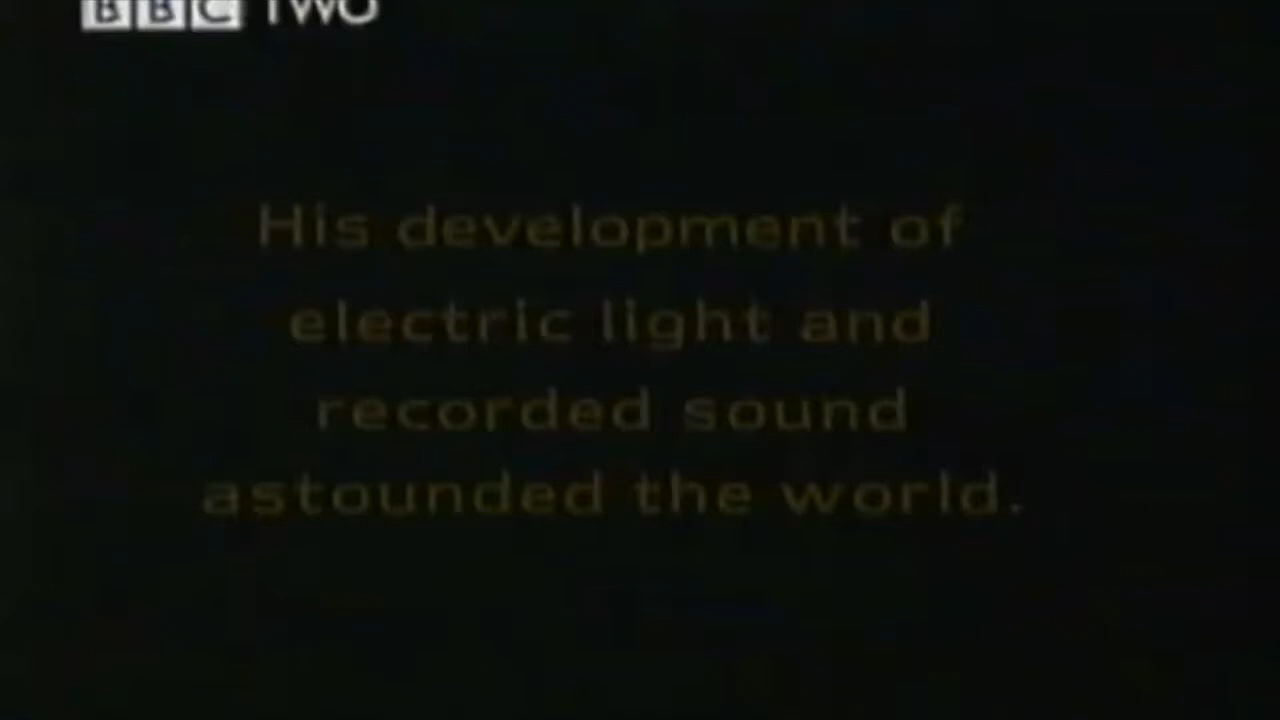 BBC TWO
His development of
electric light and
recorded sound
astounded the world.